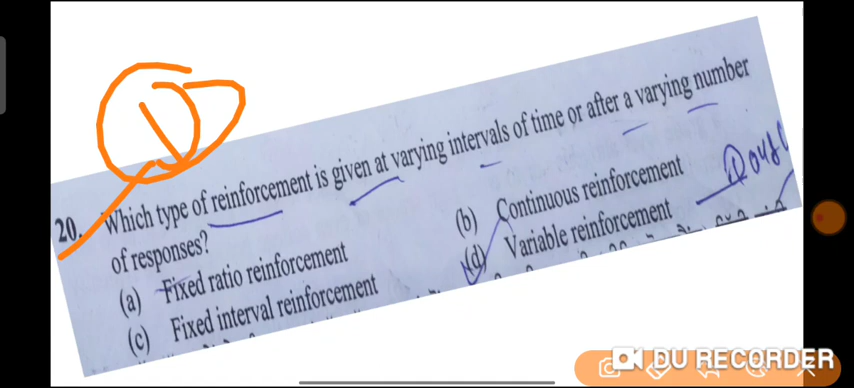 20. Which type of reinforcement is given at varying intervals of time or after a varying number
of responses?
(a) Fixed ratio reinforcement
(b) Continuous reinforcement
(c) Fixed interval reinforcement
(d) Variable reinforcement
DU RECORDER